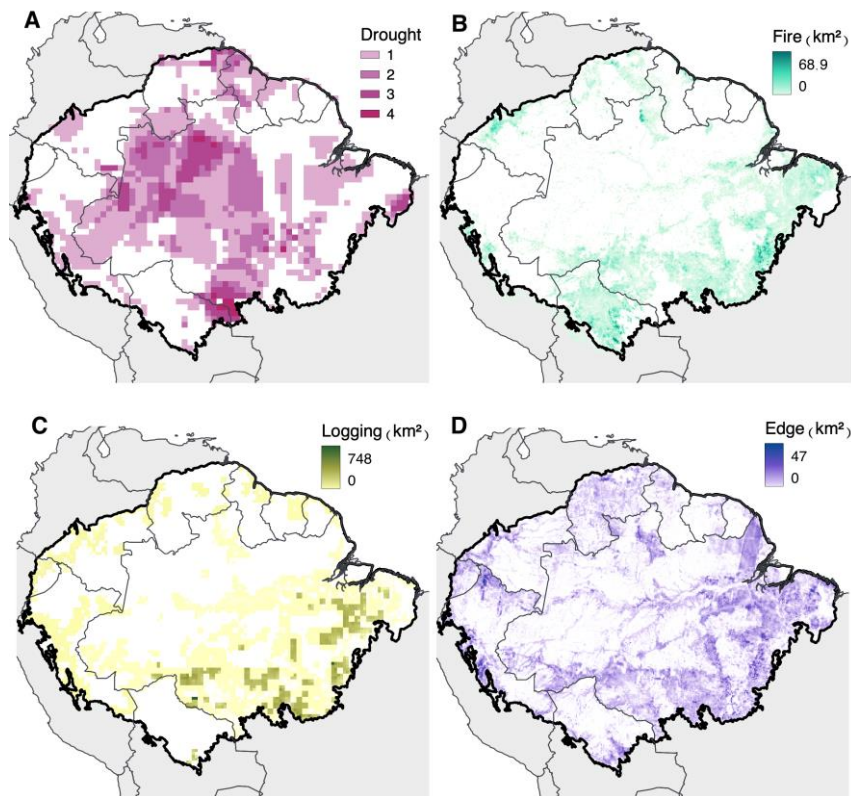 A
Drought
1
2
3
4
B
Fire (km²)
68.9
0
C
Logging (km²)
748
0
D
Edge (km²)
47
0